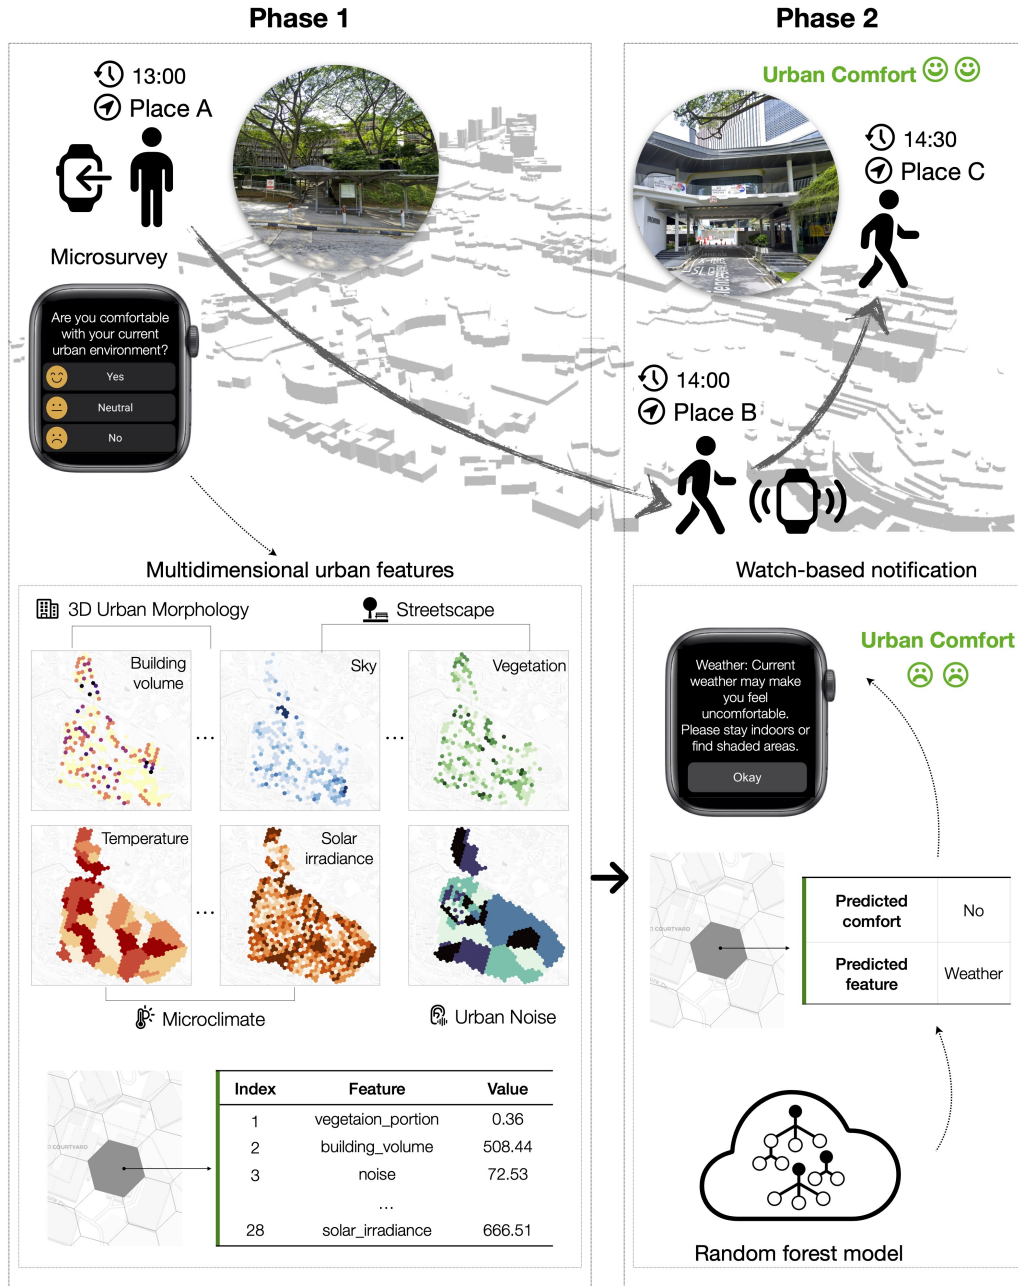 Phase 1
13:00
Place A
Microsurvey
Are you comfortable
with your current
urban environment?
Yes
Neutral
No
Multidimensional urban features
3D Urban Morphology
Streetscape
Building
volume
...
Sky
...
Vegetation
Temperature
...
Solar
irradiance
Microclimate
Urban Noise
COURTYARD
Index Feature Value
1 vegetaion_portion 0.36
2 building_volume 508.44
3 noise 72.53
...
28 solar_irradiance 666.51
Phase 2
Urban Comfort
14:30
Place C
14:00
Place B
Watch-based notification
Weather: Current
weather may make
you feel
uncomfortable.
Please stay indoors or
find shaded areas.
Okay
Urban Comfort
COURTYARD
Predicted
comfort
No
Predicted
feature
Weather
Random forest model